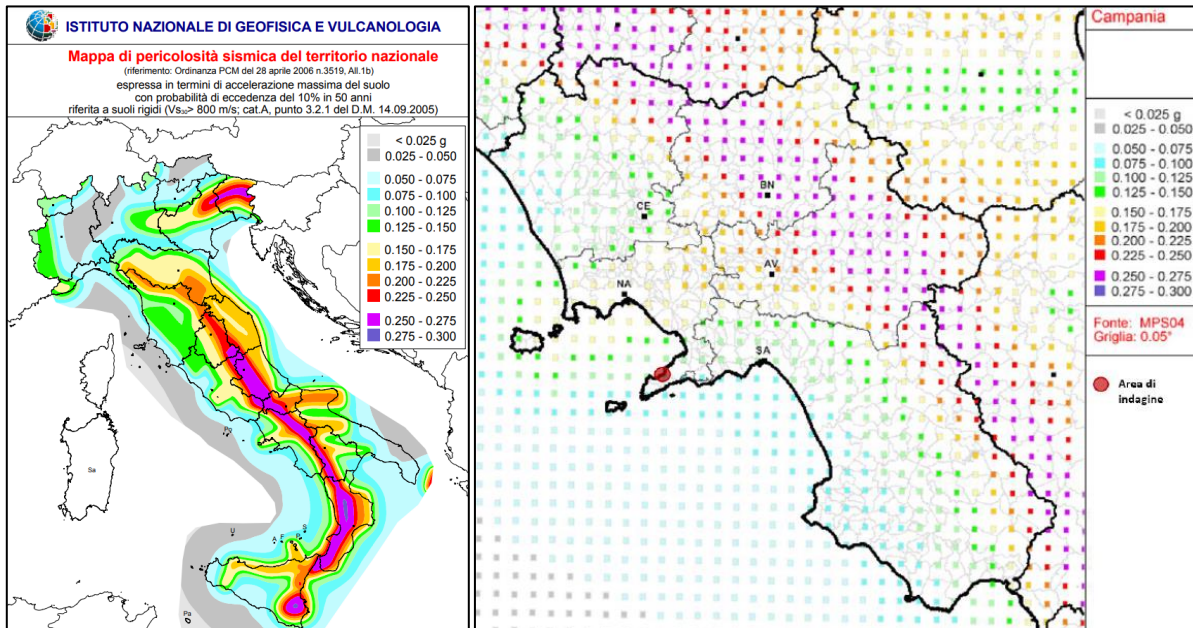 ISTITUTO NAZIONALE DI GEOFISICA E VULCANOLOGIA
Mappa di pericolosità sismica del territorio nazionale
(riferimento: Ordinanza PCM del 28 aprile 2006 n.3519, All.1b)
espressa in termini di accelerazione massima del suolo
con probabilità di eccedenza del 10% in 50 anni
riferita a suoli rigidi (Vs₃₀> 800 m/s; cat.A, punto 3.2.1 del D.M. 14.09.2005)
< 0.025 g
0.025 - 0.050
0.050 - 0.075
0.075 - 0.100
0.100 - 0.125
0.125 - 0.150
0.150 - 0.175
0.175 - 0.200
0.200 - 0.225
0.225 - 0.250
0.250 - 0.275
0.275 - 0.300
Sa
U
S
A
F
Pa
BN
CE
AV
NA
SA
Campania
< 0.025 g
0.025 - 0.050
0.050 - 0.075
0.075 - 0.100
0.100 - 0.125
0.125 - 0.150
0.150 - 0.175
0.175 - 0.200
0.200 - 0.225
0.225 - 0.250
0.250 - 0.275
0.275 - 0.300
Fonte: MPS04
Griglia: 0.05°
Area di
indagine